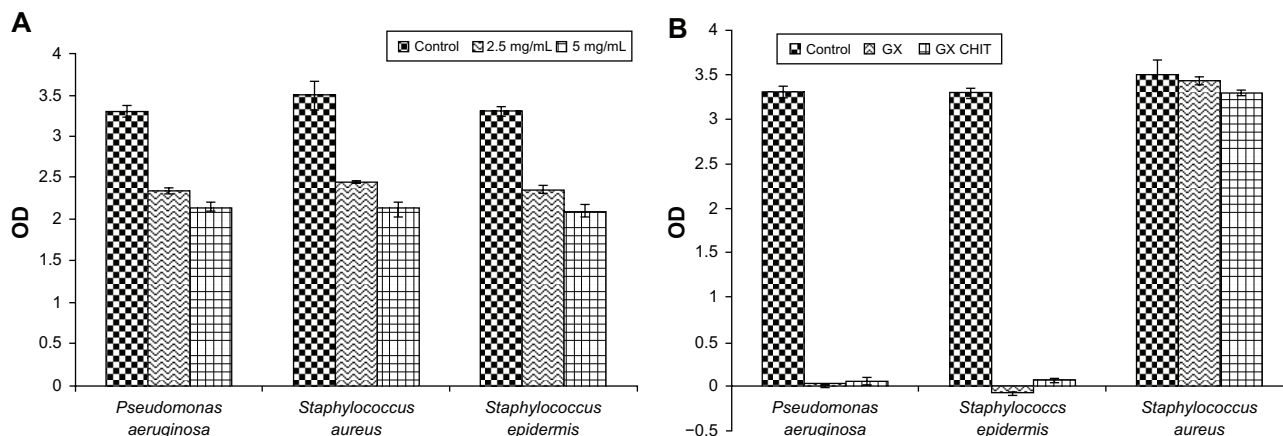 A
Control 2.5 mg/mL 5 mg/mL
4
3.5
3
2.5
2
1.5
1
0.5
0
OD
Pseudomonas
aeruginosa
Staphylococcus
aureus
Staphylococcus
epidermis
B
Control GX GX CHIT
4
3.5
3
2.5
2
1.5
1
0.5
0
−0.5
OD
Pseudomonas
aeruginosa
Staphylococcs
epidermis
Staphylococcus
aureus